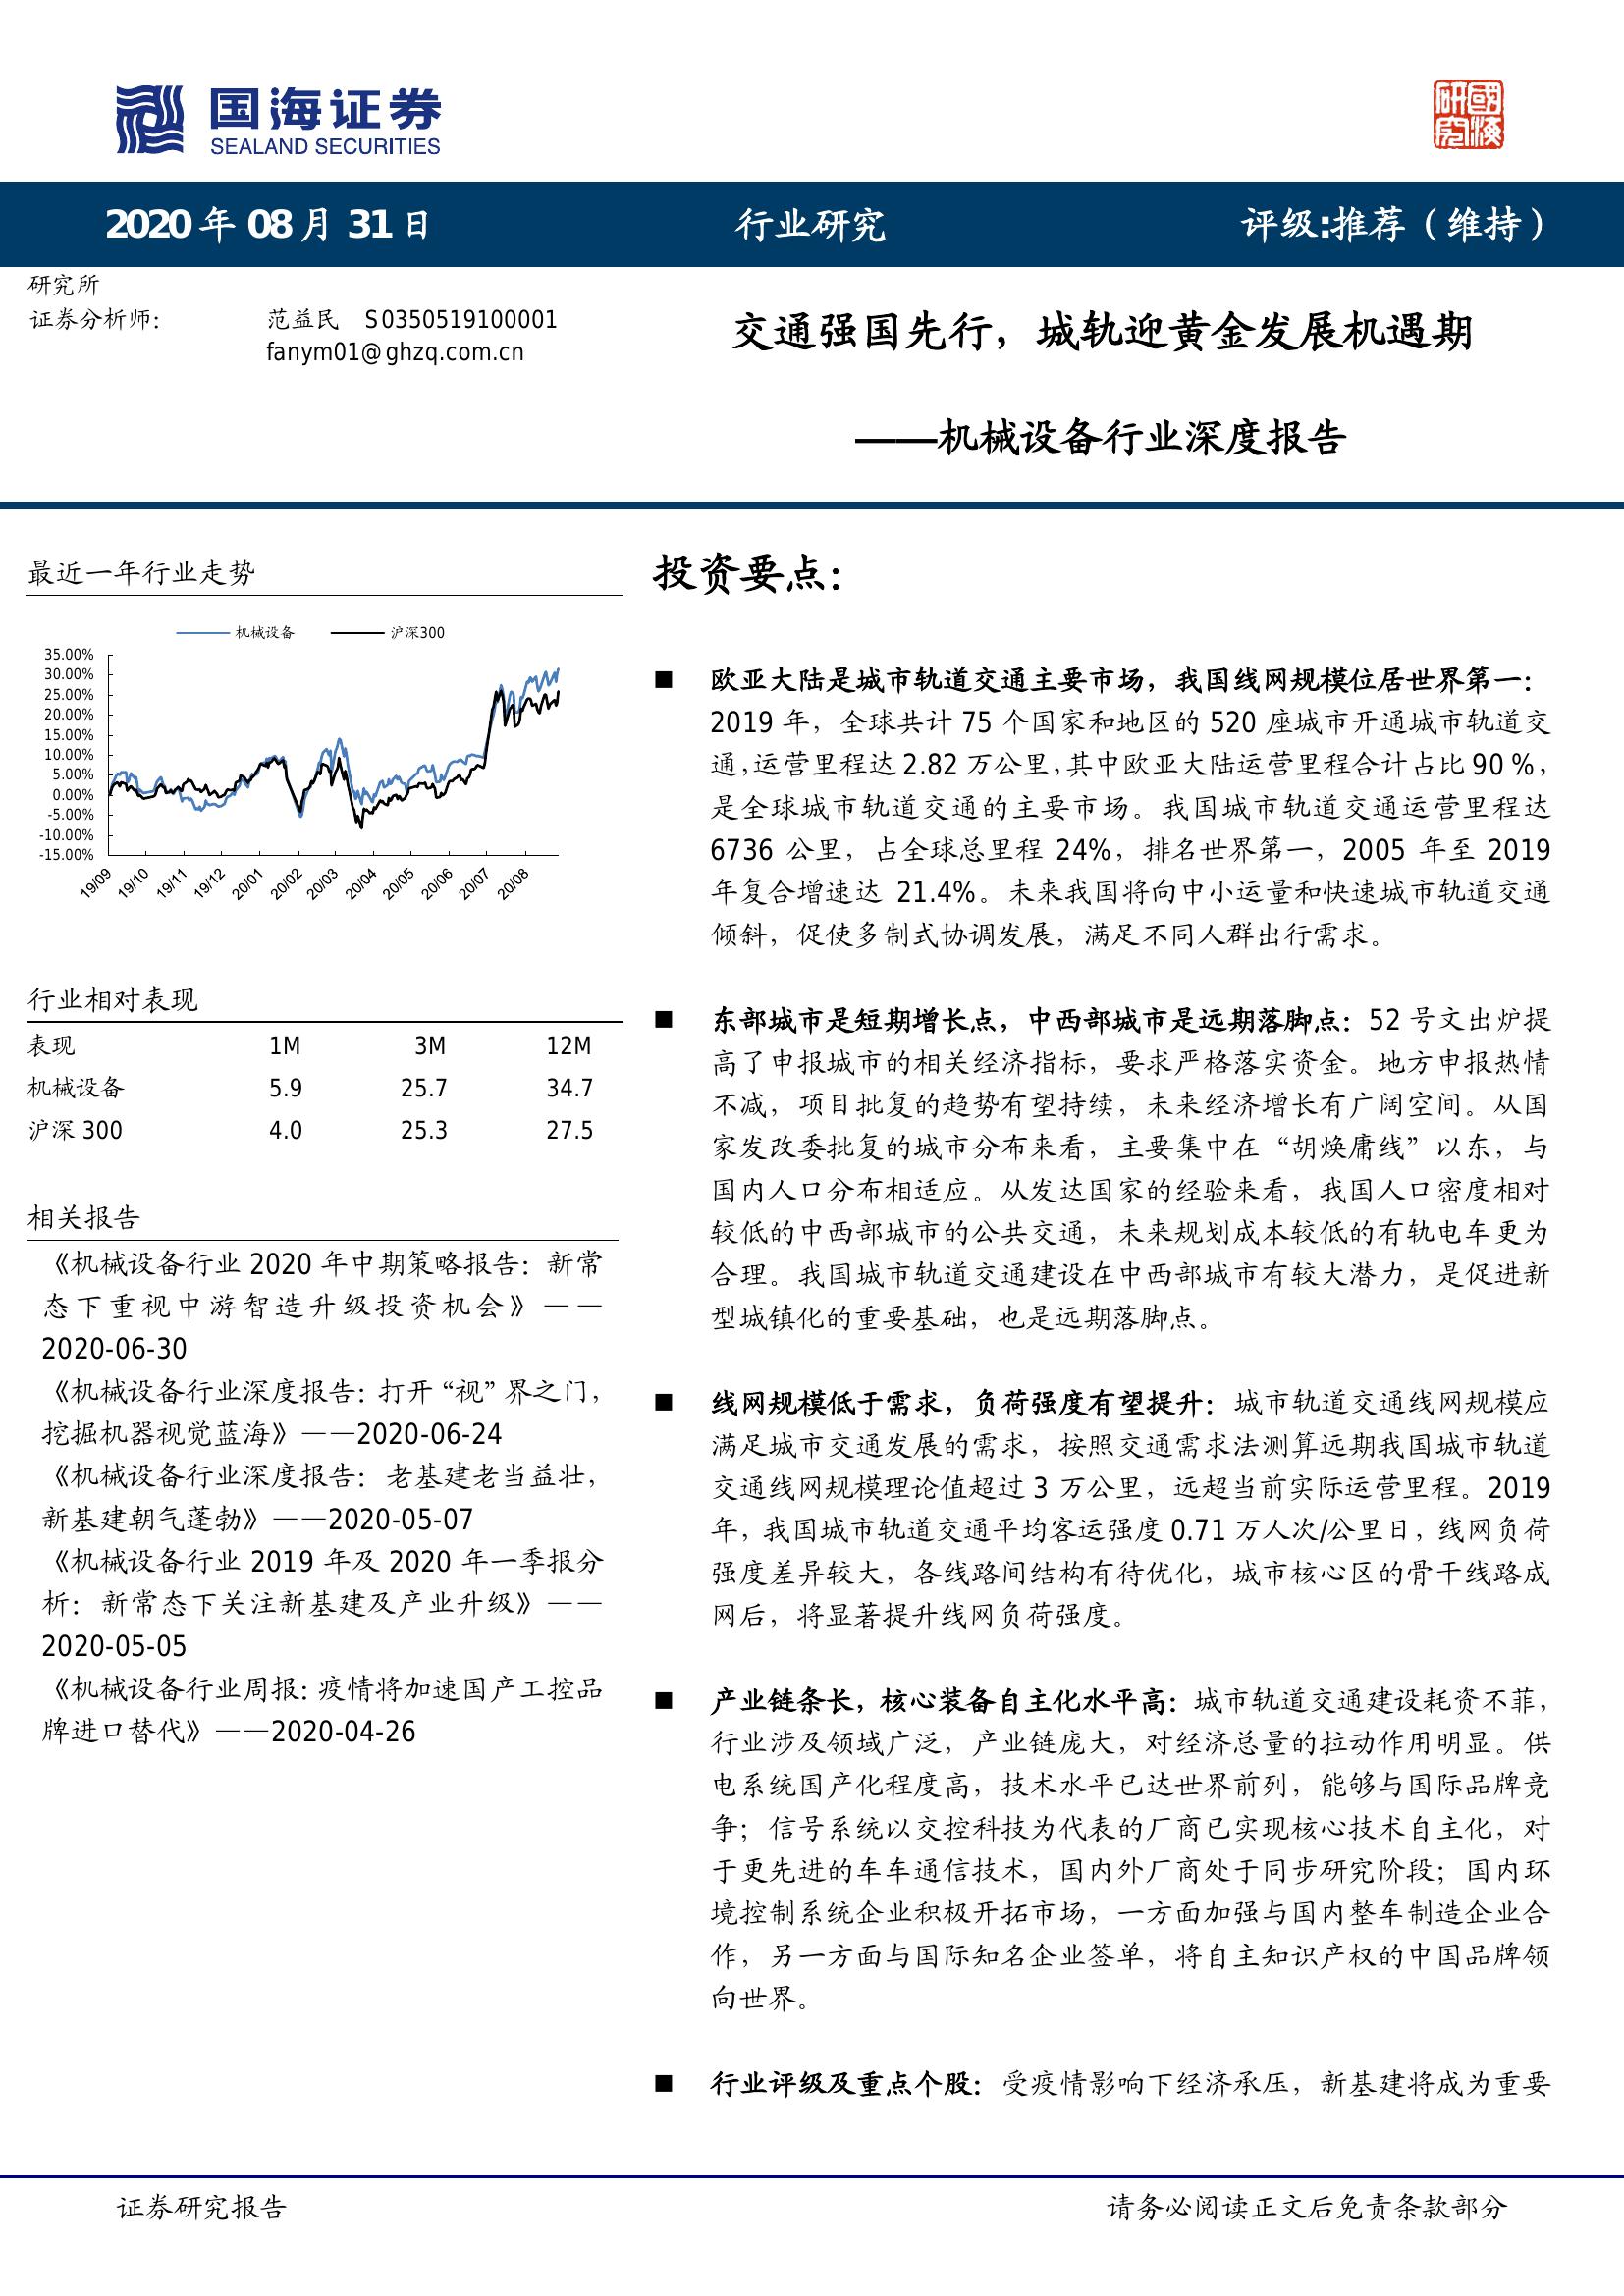 国海证券
SEALAND SECURITIES
研究國海
2020 年 08 月 31 日
行业研究
评级:推荐（维持）
研究所
证券分析师： 范益民 S0350519100001
fanym01@ghzq.com.cn
交通强国先行，城轨迎黄金发展机遇期
——机械设备行业深度报告
最近一年行业走势
机械设备 沪深300
35.00%
30.00%
25.00%
20.00%
15.00%
10.00%
5.00%
0.00%
-5.00%
-10.00%
-15.00%
19/09 19/10 19/11 19/12 20/01 20/02 20/03 20/04 20/05 20/06 20/07 20/08
行业相对表现
表现 1M 3M 12M
机械设备 5.9 25.7 34.7
沪深 300 4.0 25.3 27.5
相关报告
《机械设备行业 2020 年中期策略报告：新常
态下重视中游智造升级投资机会》——
2020-06-30
《机械设备行业深度报告：打开“视”界之门，
挖掘机器视觉蓝海》——2020-06-24
《机械设备行业深度报告：老基建老当益壮，
新基建朝气蓬勃》——2020-05-07
《机械设备行业 2019 年及 2020 年一季报分
析：新常态下关注新基建及产业升级》——
2020-05-05
《机械设备行业周报：疫情将加速国产工控品
牌进口替代》——2020-04-26
投资要点：
■ 欧亚大陆是城市轨道交通主要市场，我国线网规模位居世界第一：
2019 年，全球共计 75 个国家和地区的 520 座城市开通城市轨道交
通，运营里程达 2.82 万公里，其中欧亚大陆运营里程合计占比 90 %，
是全球城市轨道交通的主要市场。我国城市轨道交通运营里程达
6736 公里，占全球总里程 24%，排名世界第一，2005 年至 2019
年复合增速达 21.4%。未来我国将向中小运量和快速城市轨道交通
倾斜，促使多制式协调发展，满足不同人群出行需求。
■ 东部城市是短期增长点，中西部城市是远期落脚点：52 号文出炉提
高了申报城市的相关经济指标，要求严格落实资金。地方申报热情
不减，项目批复的趋势有望持续，未来经济增长有广阔空间。从国
家发改委批复的城市分布来看，主要集中在“胡焕庸线”以东，与
国内人口分布相适应。从发达国家的经验来看，我国人口密度相对
较低的中西部城市的公共交通，未来规划成本较低的有轨电车更为
合理。我国城市轨道交通建设在中西部城市有较大潜力，是促进新
型城镇化的重要基础，也是远期落脚点。
■ 线网规模低于需求，负荷强度有望提升：城市轨道交通线网规模应
满足城市交通发展的需求，按照交通需求法测算远期我国城市轨道
交通线网规模理论值超过 3 万公里，远超当前实际运营里程。2019
年，我国城市轨道交通平均客运强度 0.71 万人次/公里日，线网负荷
强度差异较大，各线路间结构有待优化，城市核心区的骨干线路成
网后，将显著提升线网负荷强度。
■ 产业链条长，核心装备自主化水平高：城市轨道交通建设耗资不菲，
行业涉及领域广泛，产业链庞大，对经济总量的拉动作用明显。供
电系统国产化程度高，技术水平已达世界前列，能够与国际品牌竞
争；信号系统以交控科技为代表的厂商已实现核心技术自主化，对
于更先进的车车通信技术，国内外厂商处于同步研究阶段；国内环
境控制系统企业积极开拓市场，一方面加强与国内整车制造企业合
作，另一方面与国际知名企业签单，将自主知识产权的中国品牌领
向世界。
■ 行业评级及重点个股：受疫情影响下经济承压，新基建将成为重要
证券研究报告
请务必阅读正文后免责条款部分